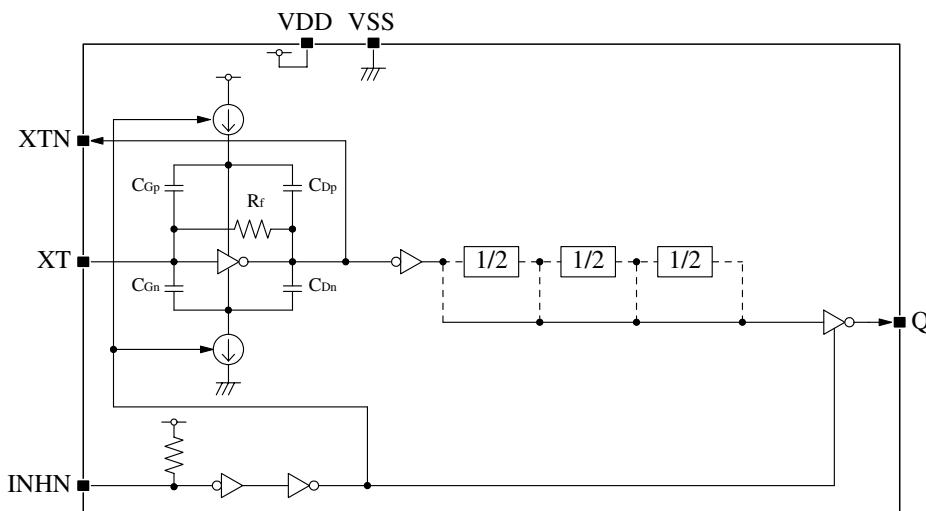 VDD VSS
XTN
CGp CDp
Rf
XT 1/2 1/2 1/2
CGn CDn
Q
INHN